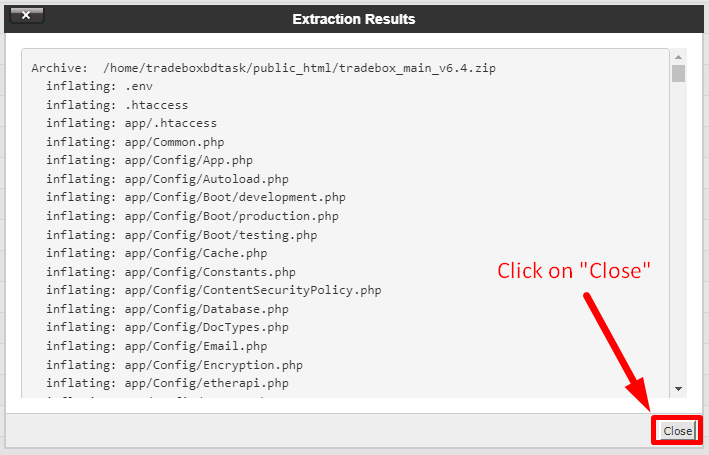 Extraction Results
Archive:  /home/tradeboxbdtask/public_html/tradebox_main_v6.4.zip
inflating: .env
inflating: .htaccess
inflating: app/.htaccess
inflating: app/Common.php
inflating: app/Config/App.php
inflating: app/Config/Autoload.php
inflating: app/Config/Boot/development.php
inflating: app/Config/Boot/production.php
inflating: app/Config/Boot/testing.php
inflating: app/Config/Cache.php
inflating: app/Config/Constants.php
inflating: app/Config/ContentSecurityPolicy.php
inflating: app/Config/Database.php
inflating: app/Config/DocTypes.php
inflating: app/Config/Email.php
inflating: app/Config/Encryption.php
inflating: app/Config/etherapi.php
Click on "Close"
Close